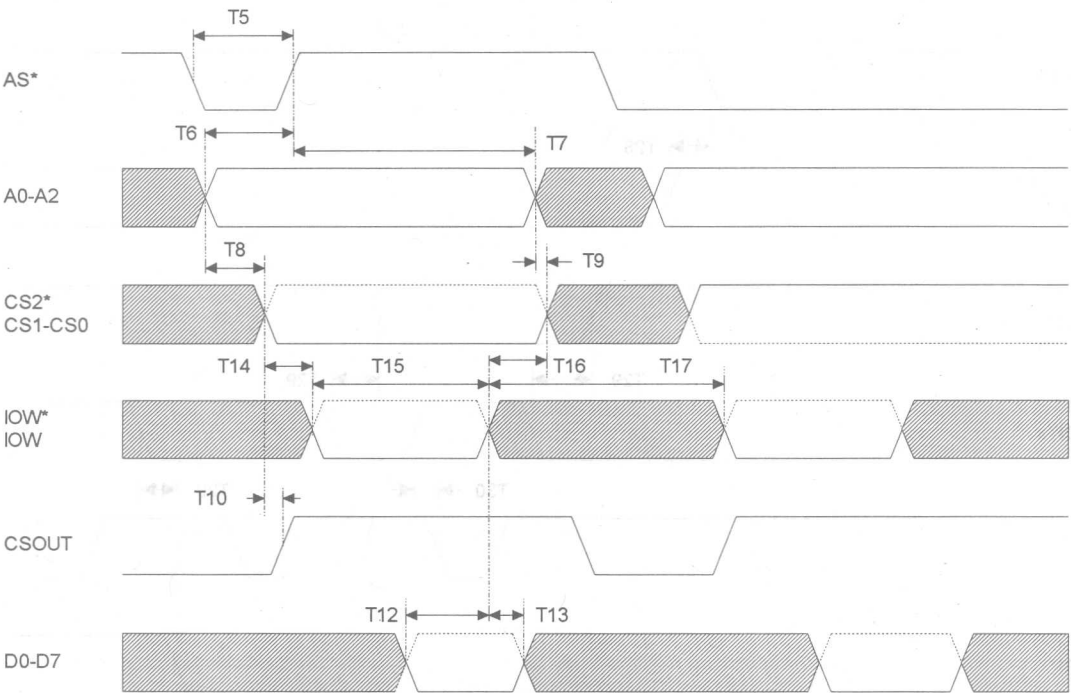 T5
AS*
T6
T7
A0-A2
T8
T9
CS2*
CS1-CS0
T14
T15
T16
T17
IOW*
IOW
T10
CSOUT
T12
T13
D0-D7